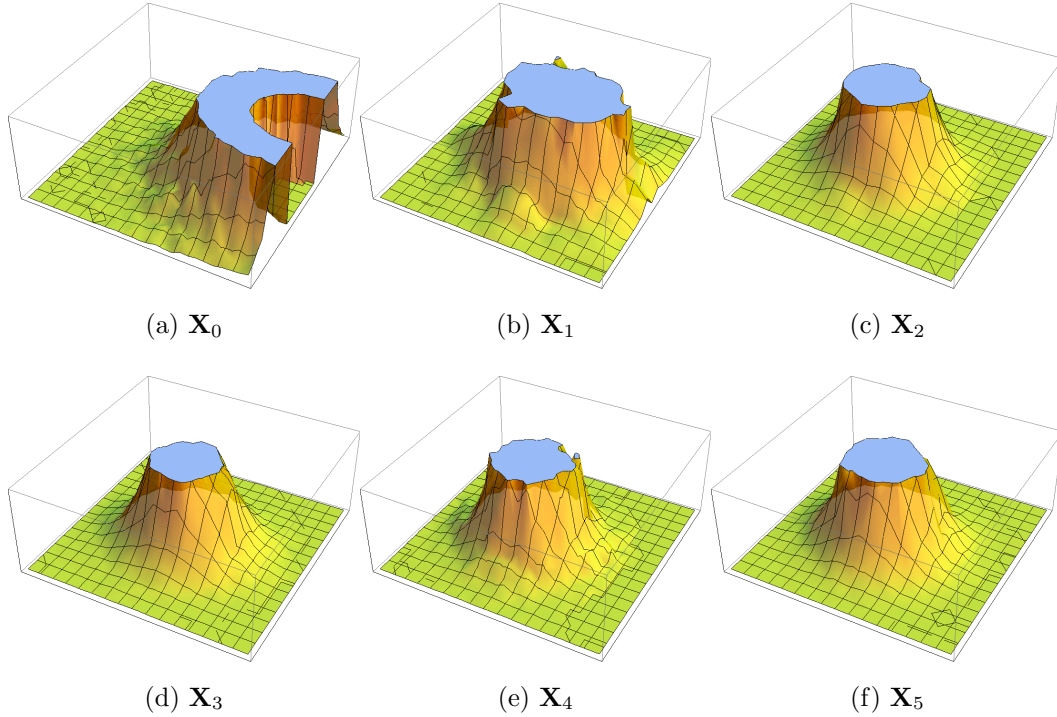 (a) X₀
(b) X₁
(c) X₂
(d) X₃
(e) X₄
(f) X₅